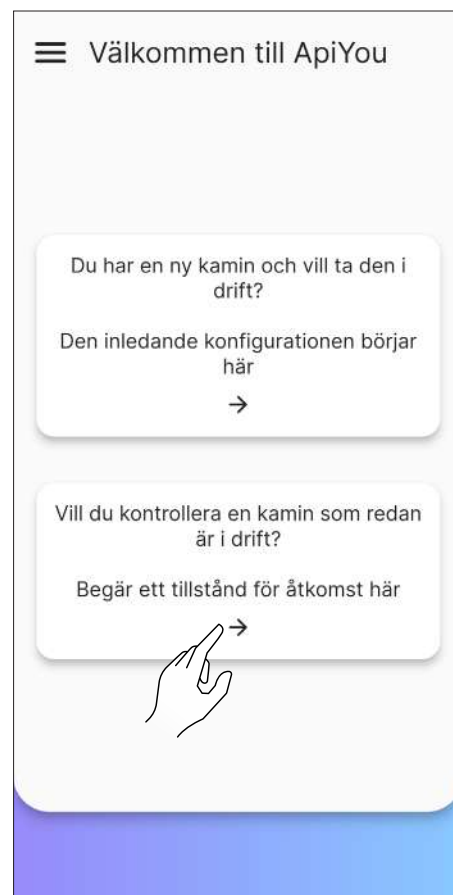 Välkommen till ApiYou
Du har en ny kamin och vill ta den i
drift?
Den inledande konfigurationen börjar
här
Vill du kontrollera en kamin som redan
är i drift?
Begär ett tillstånd för åtkomst här